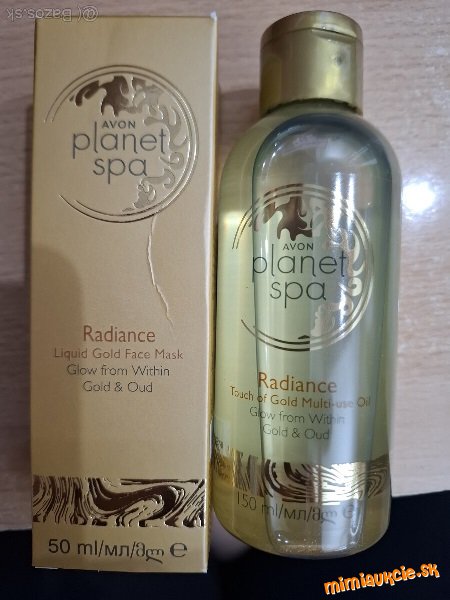 @ Bazos.sk
AVON
planet
spa
Radiance
Liquid Gold Face Mask
Glow from Within
Gold & Oud
50 ml/мл/მლ ℮
AVON
planet
spa
Radiance
Touch of Gold Multi-use Oil
Glow from Within
Gold & Oud
150 ml/мл/მლ ℮
mimiaukcie.sk